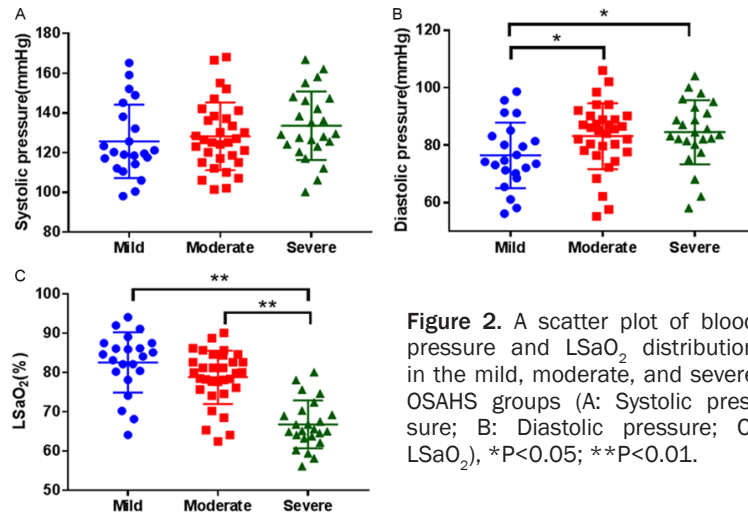 A
Systolic pressure(mmHg)
180
160
140
120
100
80
Mild
Moderate
Severe
B
Diastolic pressure(mmHg)
100
80
60
*
*
Mild
Moderate
Severe
C
LSaO₂(%)
100
90
80
70
60
50
**
**
Mild
Moderate
Severe
Figure 2. A scatter plot of blood
pressure and LSaO₂ distribution
in the mild, moderate, and severe
OSAHS groups (A: Systolic pres-
sure; B: Diastolic pressure; C
LSaO₂), *P<0.05; **P<0.01.